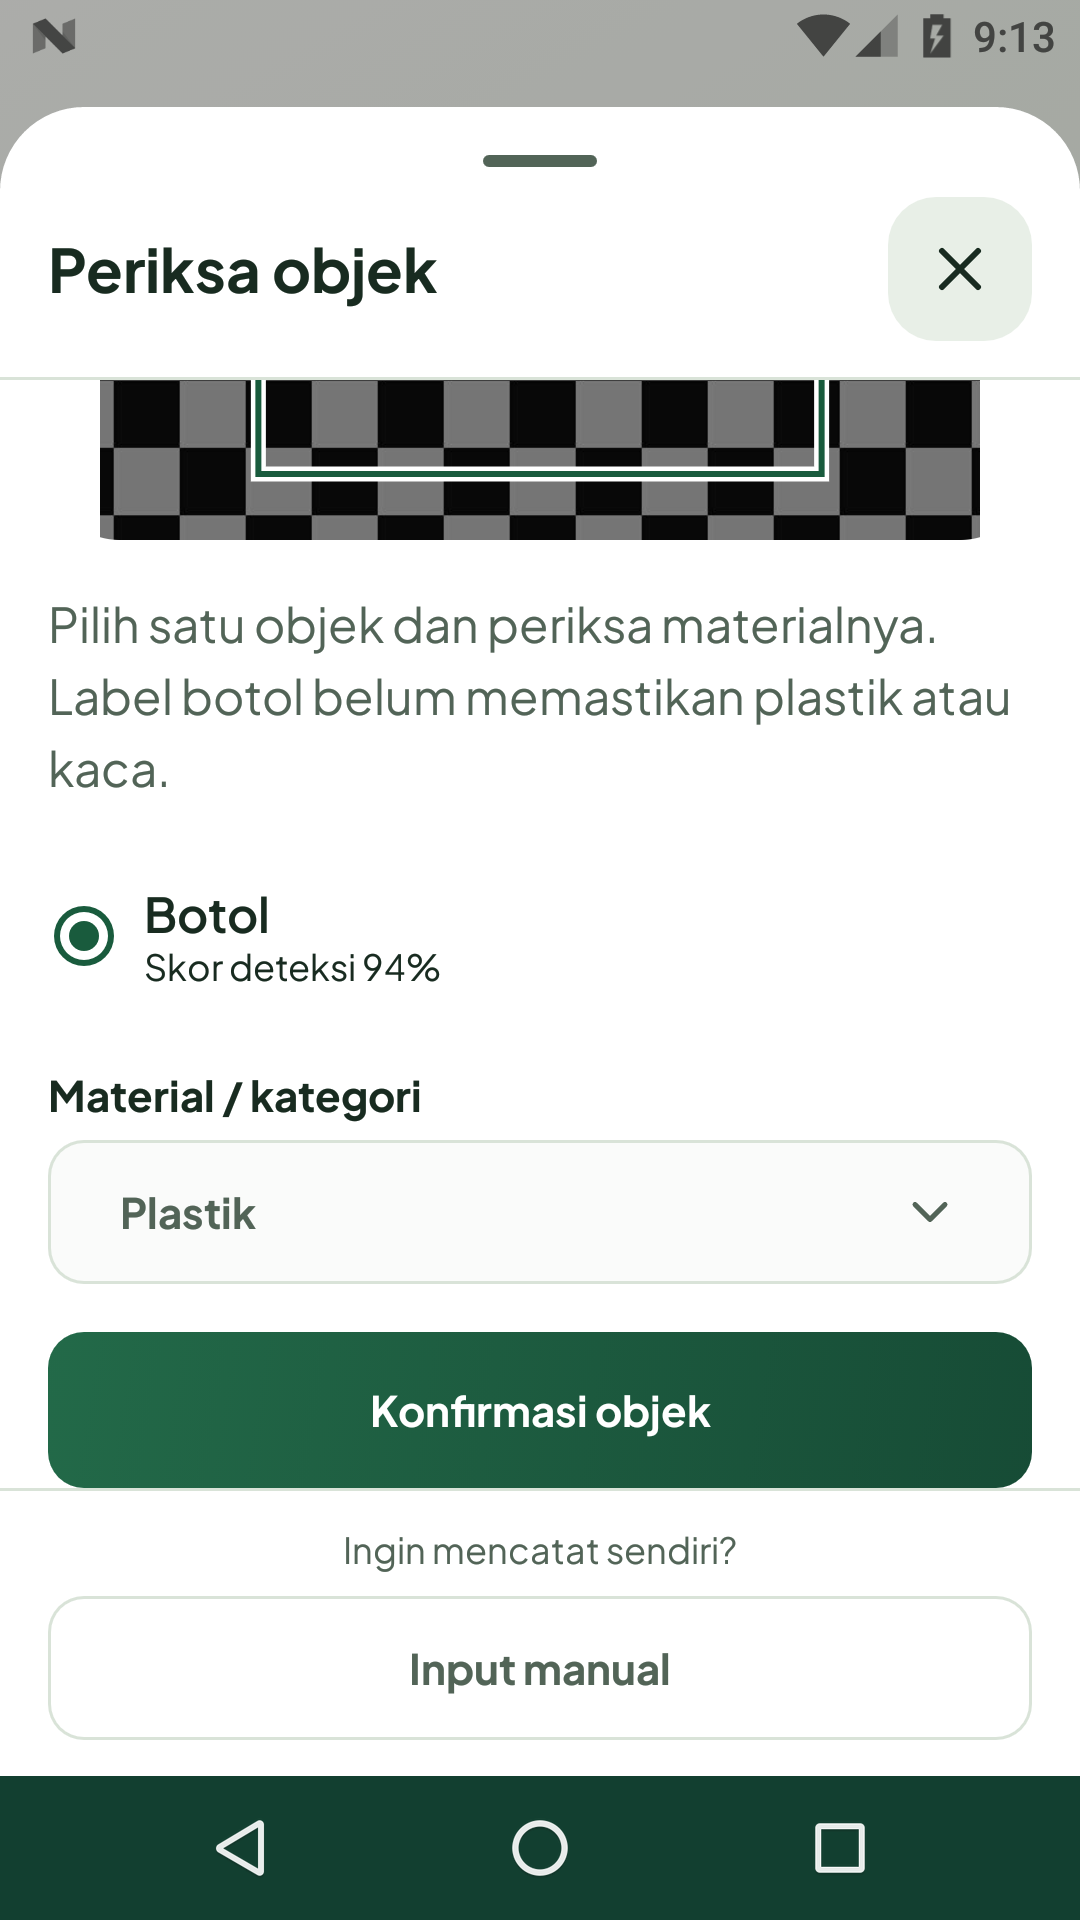 9:13
Periksa objek
Pilih satu objek dan periksa materialnya.
Label botol belum memastikan plastik atau
kaca.
Botol
Skor deteksi 94%
Material / kategori
Plastik
Konfirmasi objek
Ingin mencatat sendiri?
Input manual